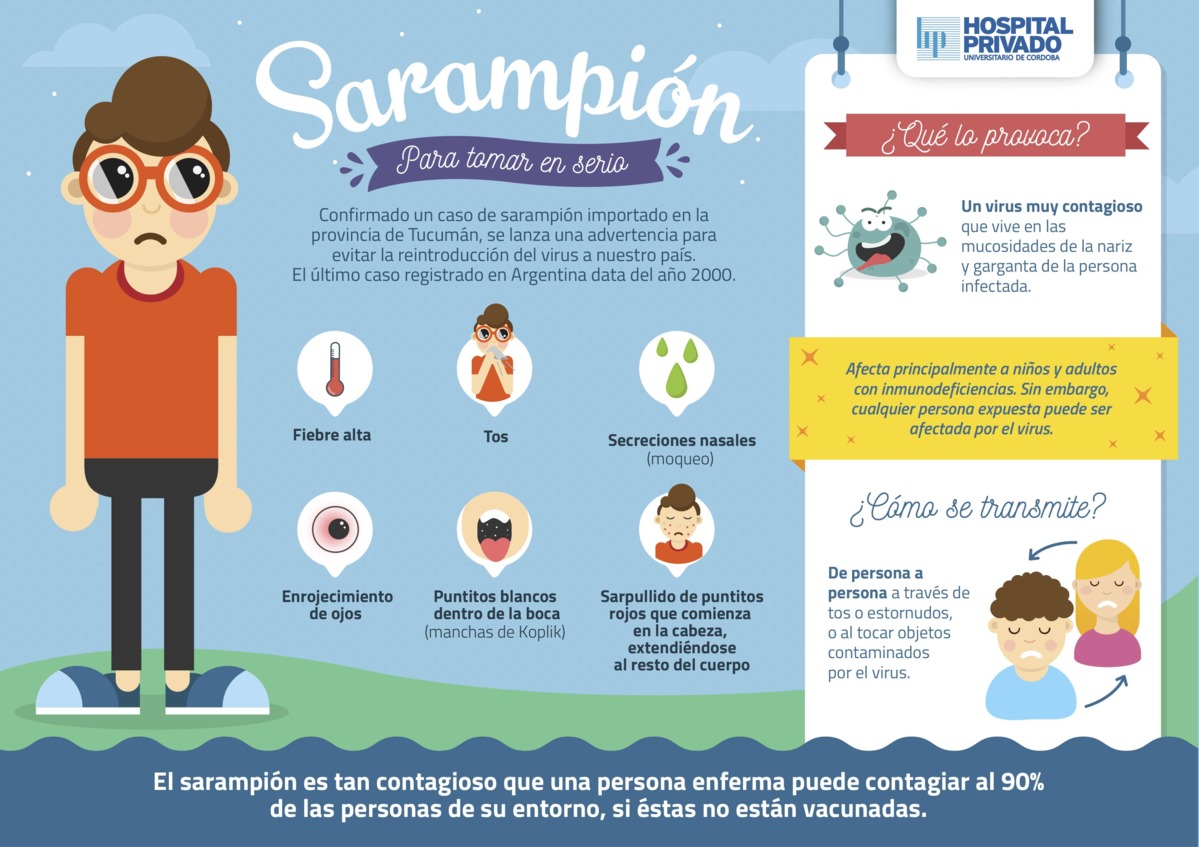 Sarampión
Para tomar en serio
Confirmado un caso de sarampión importado en la
provincia de Tucumán, se lanza una advertencia para
evitar la reintroducción del virus a nuestro país.
El último caso registrado en Argentina data del año 2000.
Fiebre alta
Tos
Secreciones nasales
(moqueo)
Enrojecimiento
de ojos
Puntitos blancos
dentro de la boca
(manchas de Koplik)
Sarpullido de puntitos
rojos que comienza
en la cabeza,
extendiéndose
al resto del cuerpo
hp
HOSPITAL
PRIVADO
UNIVERSITARIO DE CORDOBA
¿Qué lo provoca?
Un virus muy contagioso
que vive en las
mucosidades de la nariz
y garganta de la persona
infectada.
Afecta principalmente a niños y adultos
con inmunodeficiencias. Sin embargo,
cualquier persona expuesta puede ser
afectada por el virus.
¿Cómo se transmite?
De persona a
persona a través de
tos o estornudos,
o al tocar objetos
contaminados
por el virus.
El sarampión es tan contagioso que una persona enferma puede contagiar al 90%
de las personas de su entorno, si éstas no están vacunadas.